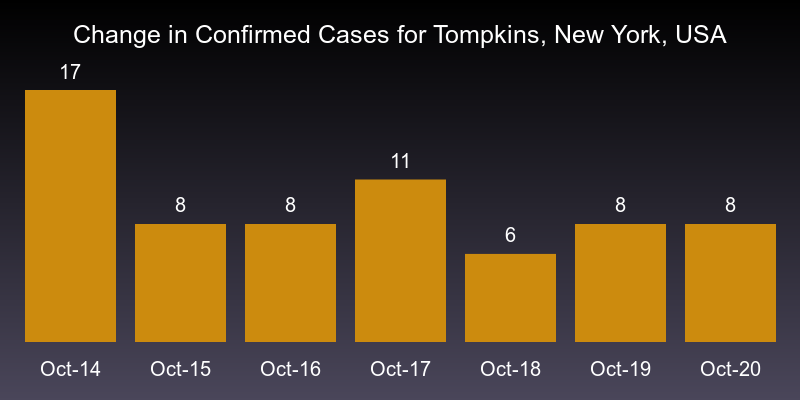 Change in Confirmed Cases for Tompkins, New York, USA
17
8
8
11
6
8
8
Oct-14
Oct-15
Oct-16
Oct-17
Oct-18
Oct-19
Oct-20